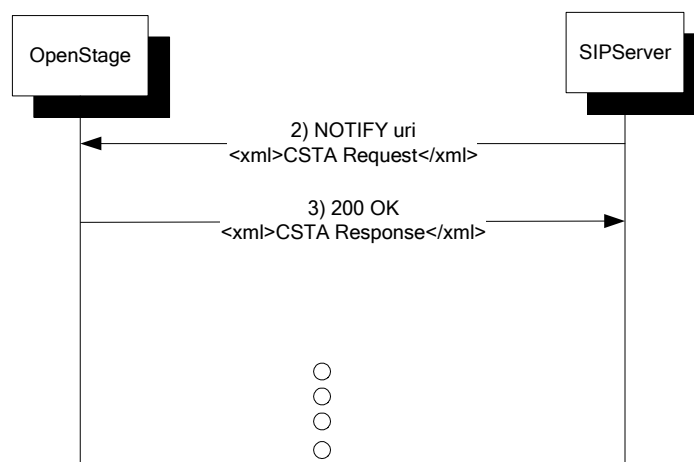 OpenStage
SIPServer
2) NOTIFY uri
<xml>CSTA Request</xml>
3) 200 OK
<xml>CSTA Response</xml>